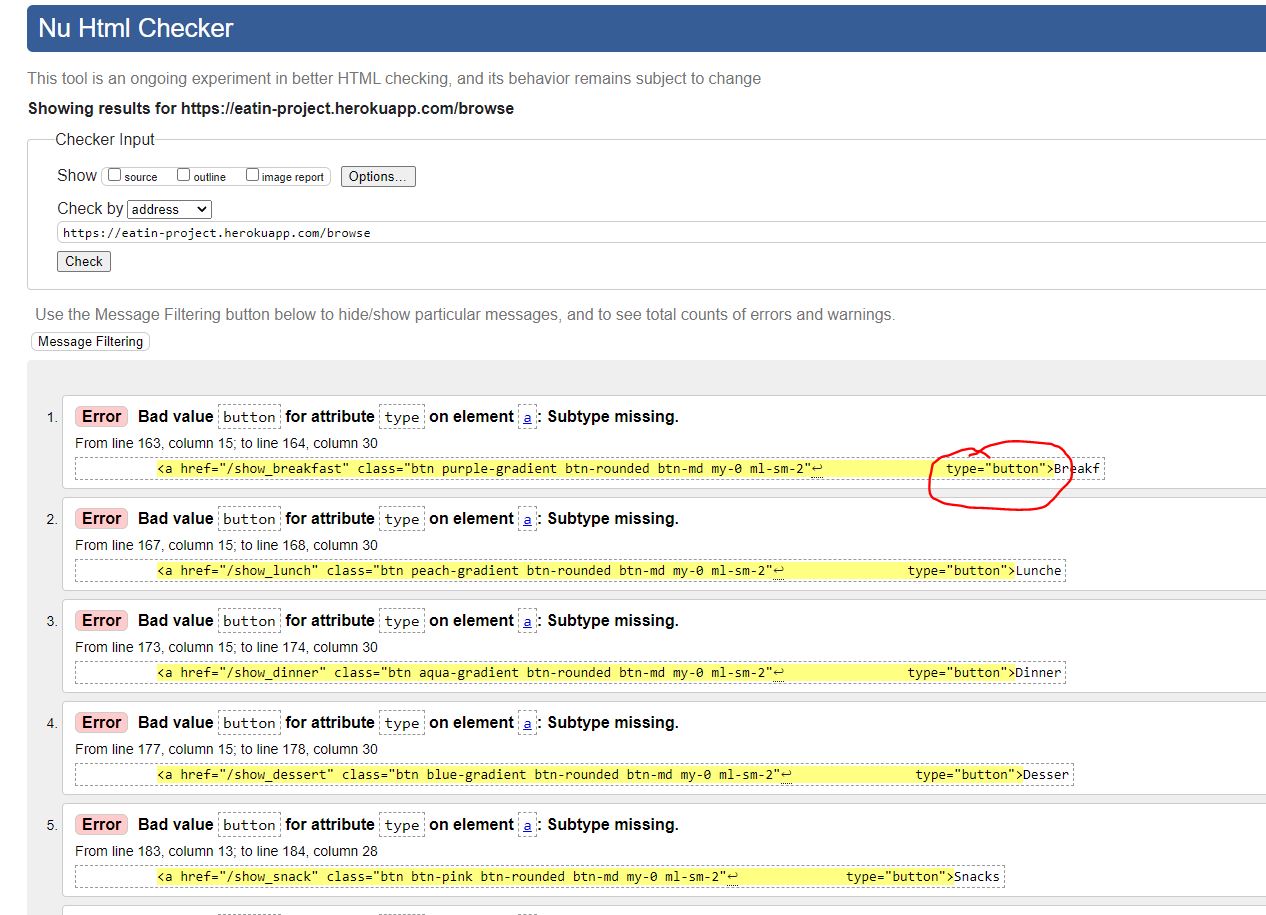 Nu Html Checker
This tool is an ongoing experiment in better HTML checking, and its behavior remains subject to change
Showing results for https://eatin-project.herokuapp.com/browse
Checker Input
Show source outline image report Options...
Check by address
https://eatin-project.herokuapp.com/browse
Check
Use the Message Filtering button below to hide/show particular messages, and to see total counts of errors and warnings.
Message Filtering
1. Error Bad value button for attribute type on element a: Subtype missing.
From line 163, column 15; to line 164, column 30
<a href="/show_breakfast" class="btn purple-gradient btn-rounded btn-md my-0 ml-sm-2"↩ type="button">Breakf
2. Error Bad value button for attribute type on element a: Subtype missing.
From line 167, column 15; to line 168, column 30
<a href="/show_lunch" class="btn peach-gradient btn-rounded btn-md my-0 ml-sm-2"↩ type="button">Lunche
3. Error Bad value button for attribute type on element a: Subtype missing.
From line 173, column 15; to line 174, column 30
<a href="/show_dinner" class="btn aqua-gradient btn-rounded btn-md my-0 ml-sm-2"↩ type="button">Dinner
4. Error Bad value button for attribute type on element a: Subtype missing.
From line 177, column 15; to line 178, column 30
<a href="/show_dessert" class="btn blue-gradient btn-rounded btn-md my-0 ml-sm-2"↩ type="button">Desser
5. Error Bad value button for attribute type on element a: Subtype missing.
From line 183, column 13; to line 184, column 28
<a href="/show_snack" class="btn btn-pink btn-rounded btn-md my-0 ml-sm-2"↩ type="button">Snacks